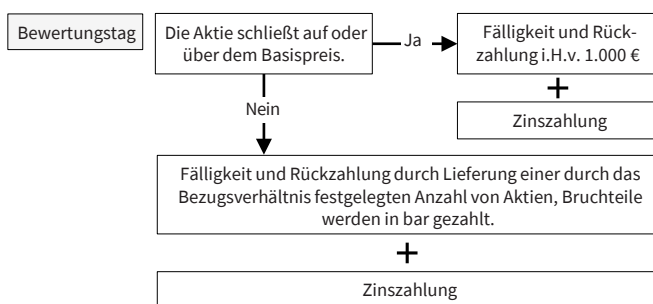 Bewertungstag
Die Aktie schließt auf oder
über dem Basispreis.
Ja
Fälligkeit und Rück-
zahlung i.H.v. 1.000 €
+
Zinszahlung
Nein
Fälligkeit und Rückzahlung durch Lieferung einer durch das
Bezugsverhältnis festgelegten Anzahl von Aktien, Bruchteile
werden in bar gezahlt.
+
Zinszahlung